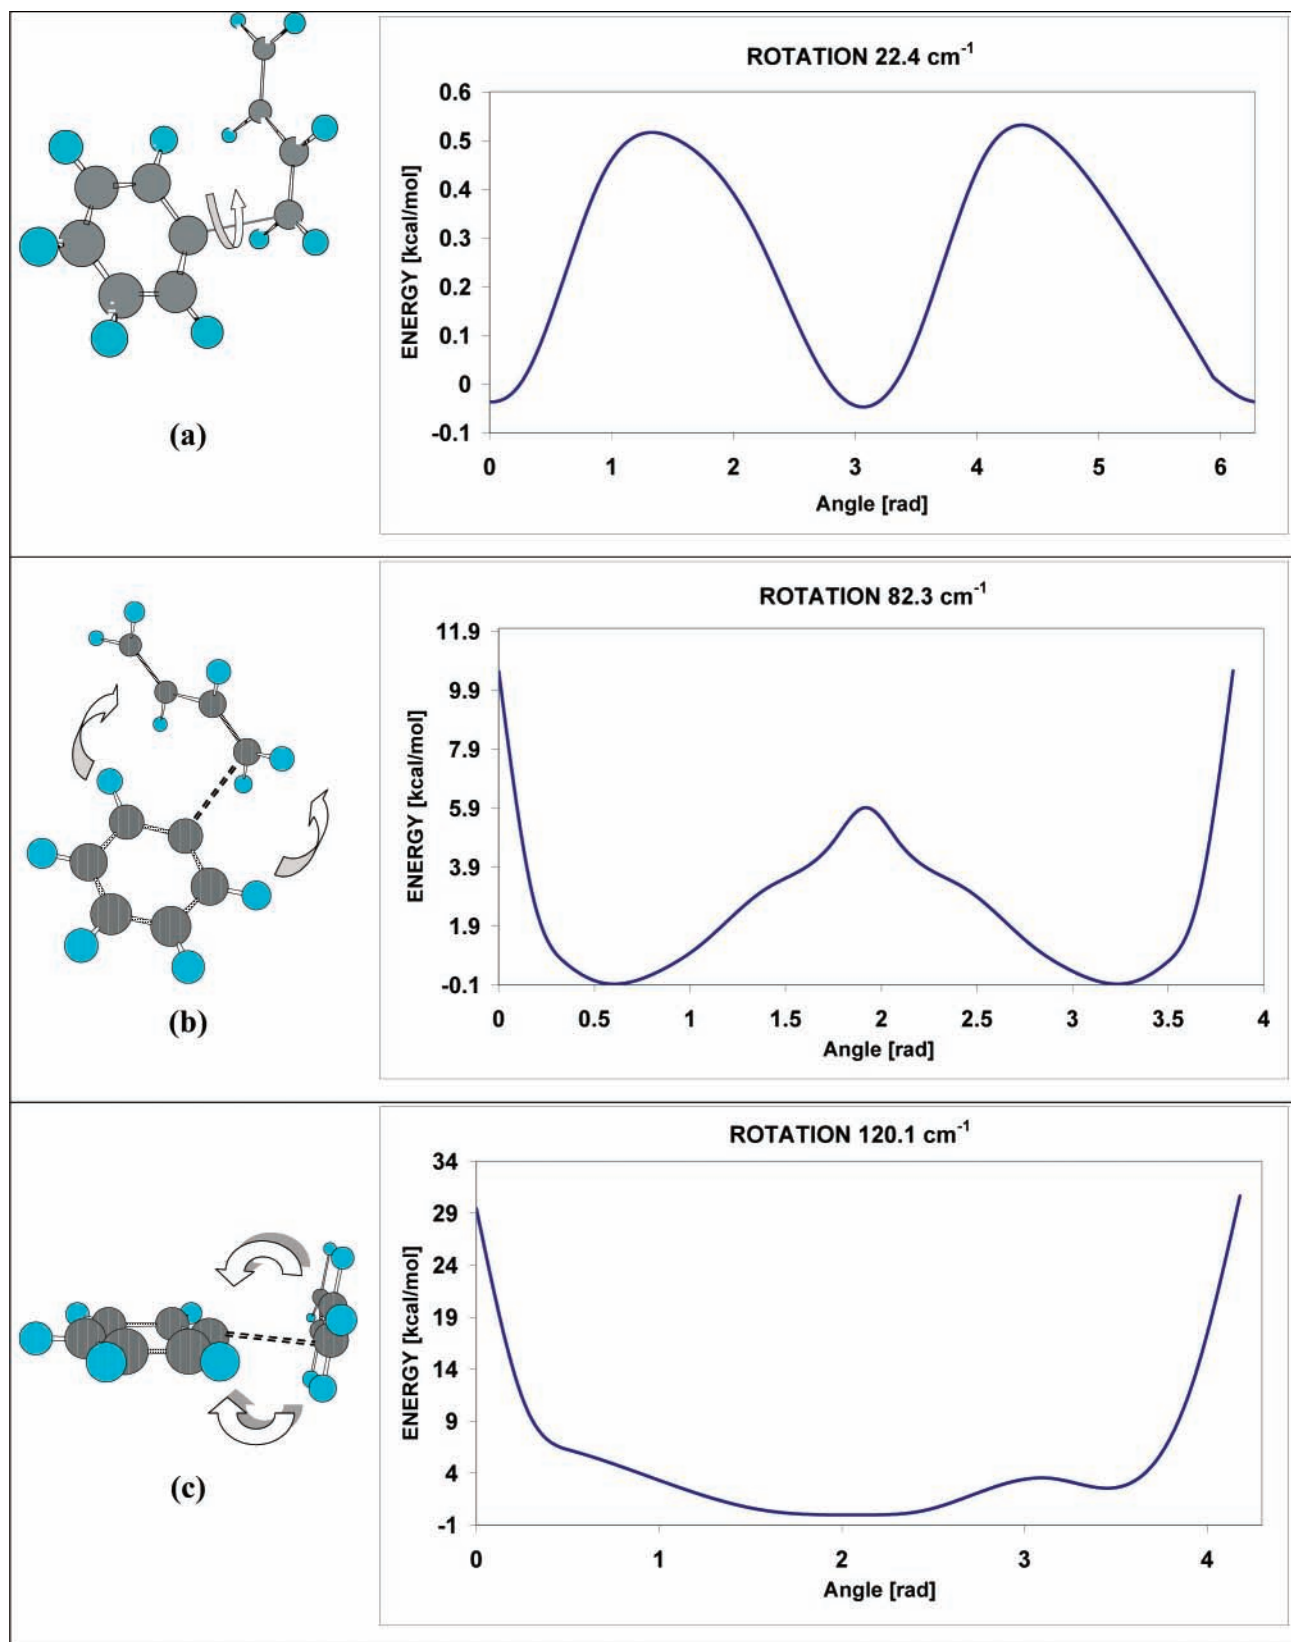 ROTATION 22.4 cm⁻¹
ENERGY [kcal/mol]
0.6
0.5
0.4
0.3
0.2
0.1
0
-0.1
0 1 2 3 4 5 6
Angle [rad]
(a)
ROTATION 82.3 cm⁻¹
ENERGY [kcal/mol]
11.9
9.9
7.9
5.9
3.9
1.9
-0.1
0 0.5 1 1.5 2 2.5 3 3.5 4
Angle [rad]
(b)
ROTATION 120.1 cm⁻¹
ENERGY [kcal/mol]
34
29
24
19
14
9
4
-1
0 1 2 3 4
Angle [rad]
(c)